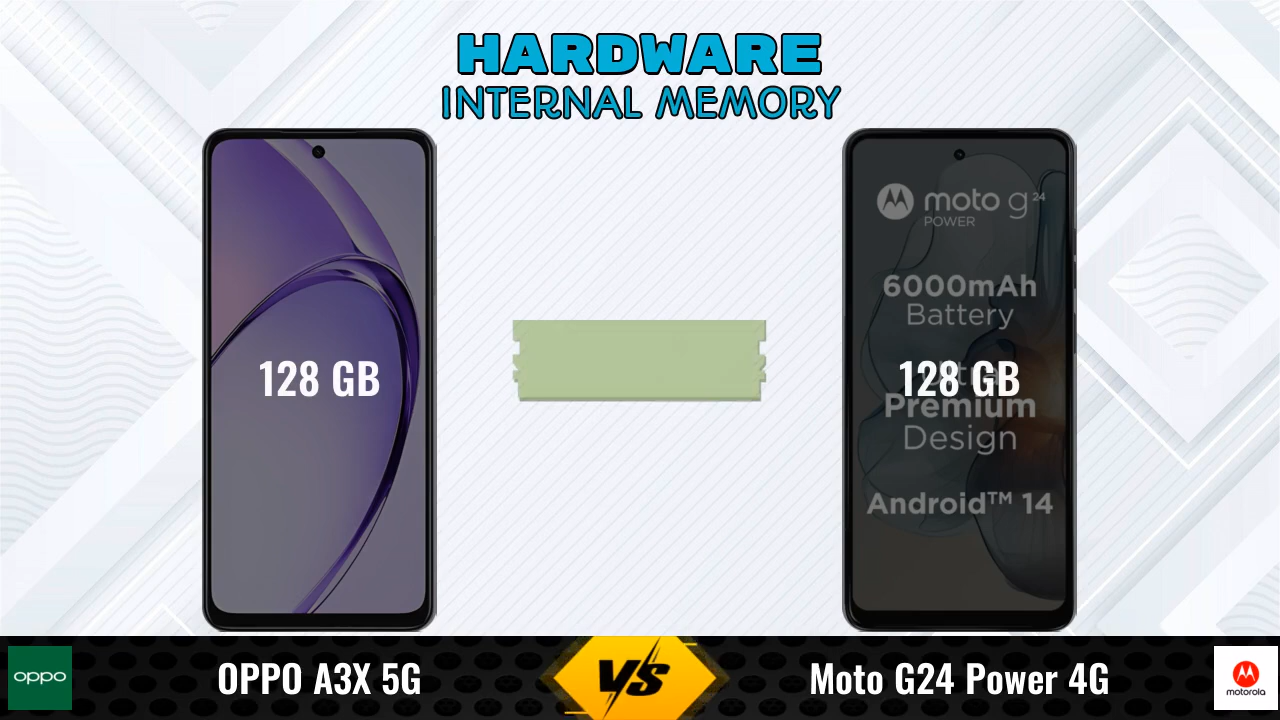 HARDWARE
INTERNAL MEMORY
128 GB
moto g24
POWER
6000mAh
Battery
128 GB
Premium
Design
Android™ 14
oppo
OPPO A3X 5G
VS
Moto G24 Power 4G
motorola